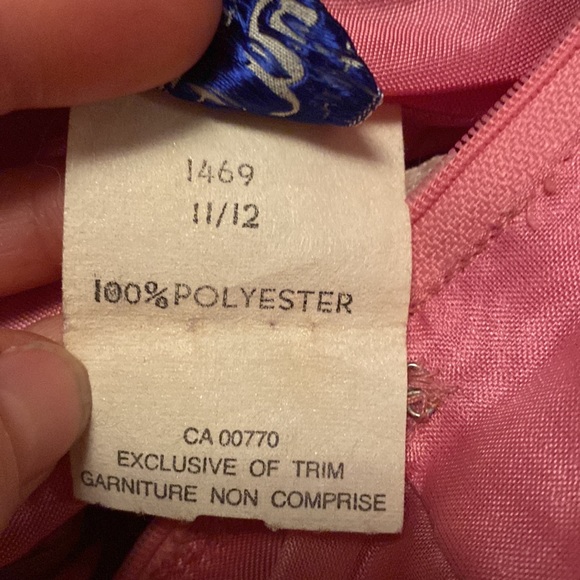 1469
11/12
100% POLYESTER
CA 00770
EXCLUSIVE OF TRIM
GARNITURE NON COMPRISE